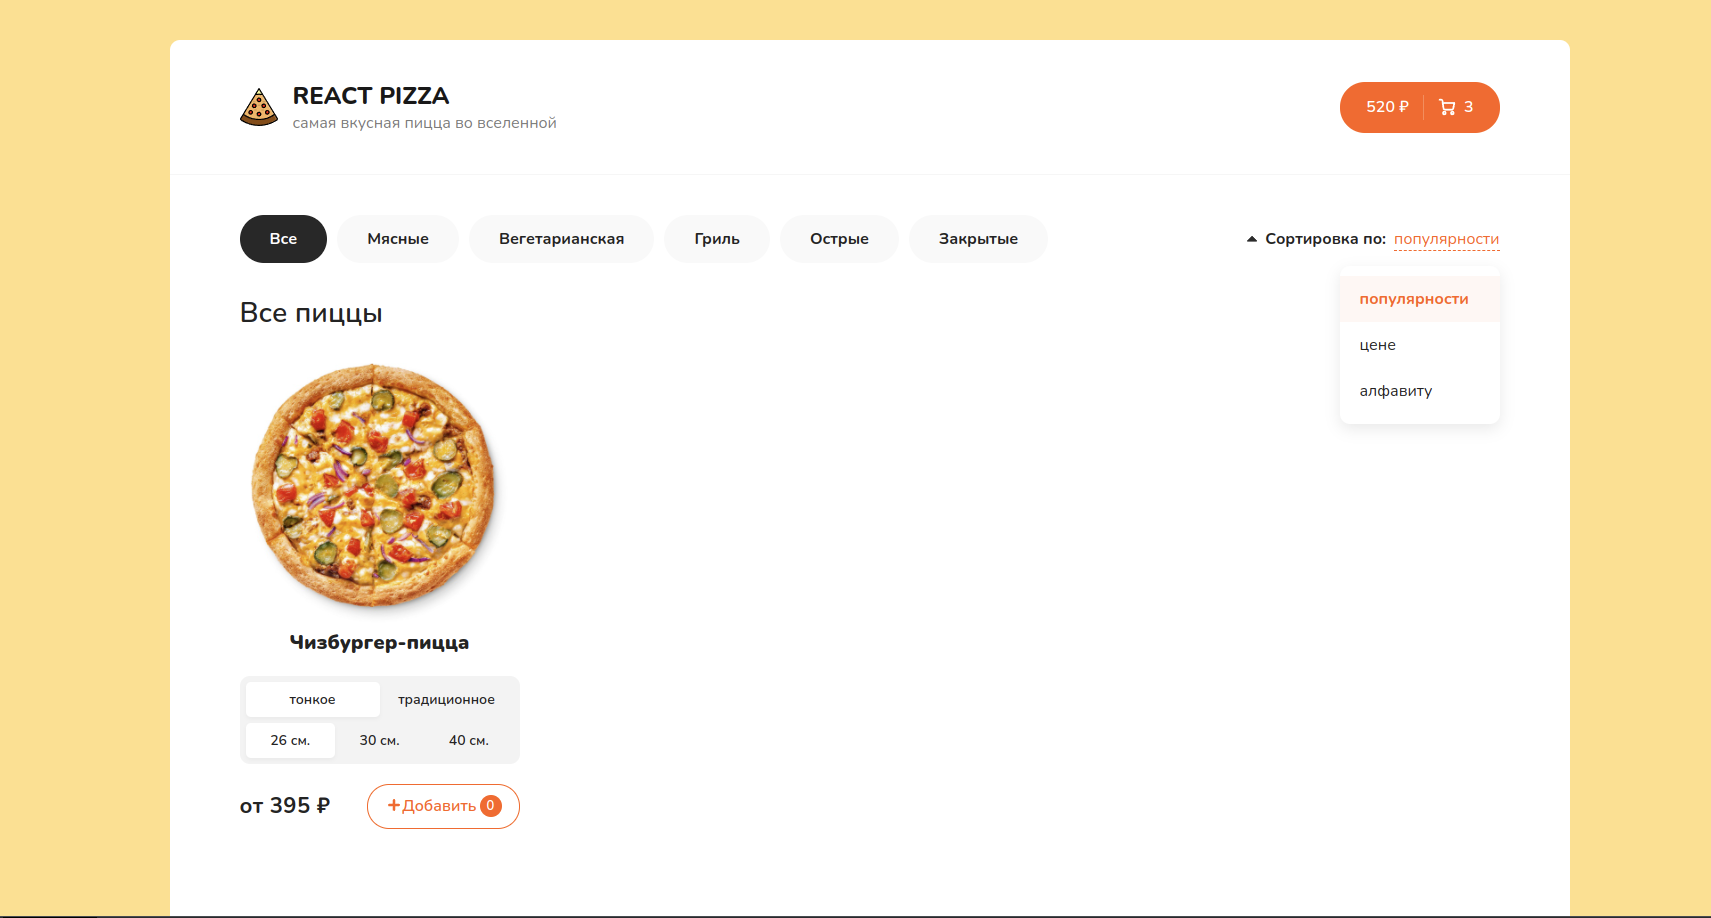 REACT PIZZA
самая вкусная пицца во вселенной
520 ₽ 3
Все Мясные Вегетарианская Гриль Острые Закрытые
Сортировка по: популярности
популярности
цене
алфавиту
Все пиццы
Чизбургер-пицца
тонкое традиционное
26 см. 30 см. 40 см.
от 395 ₽ +Добавить 0